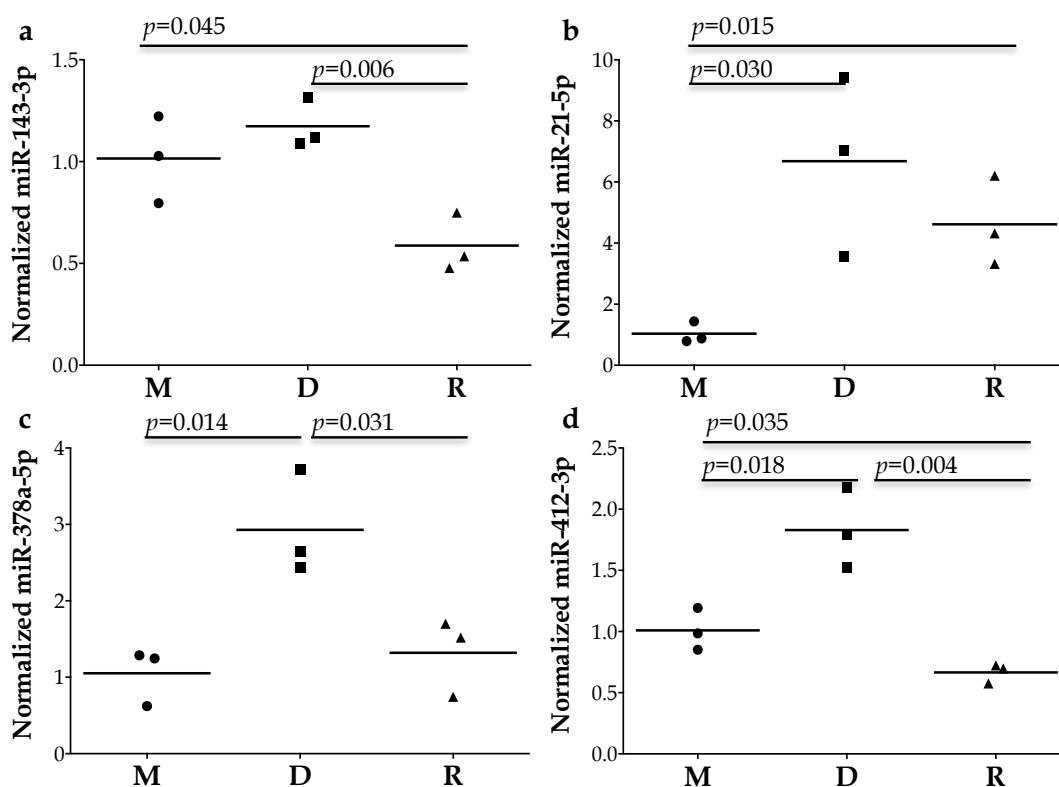 a
p=0.045
p=0.006
Normalized miR-143-3p
1.5
1.0
0.5
0.0
M D R
b
p=0.015
p=0.030
Normalized miR-21-5p
10
8
6
4
2
0
M D R
c
p=0.014 p=0.031
Normalized miR-378a-5p
4
3
2
1
0
M D R
d
p=0.035
p=0.018 p=0.004
Normalized miR-412-3p
2.5
2.0
1.5
1.0
0.5
0.0
M D R